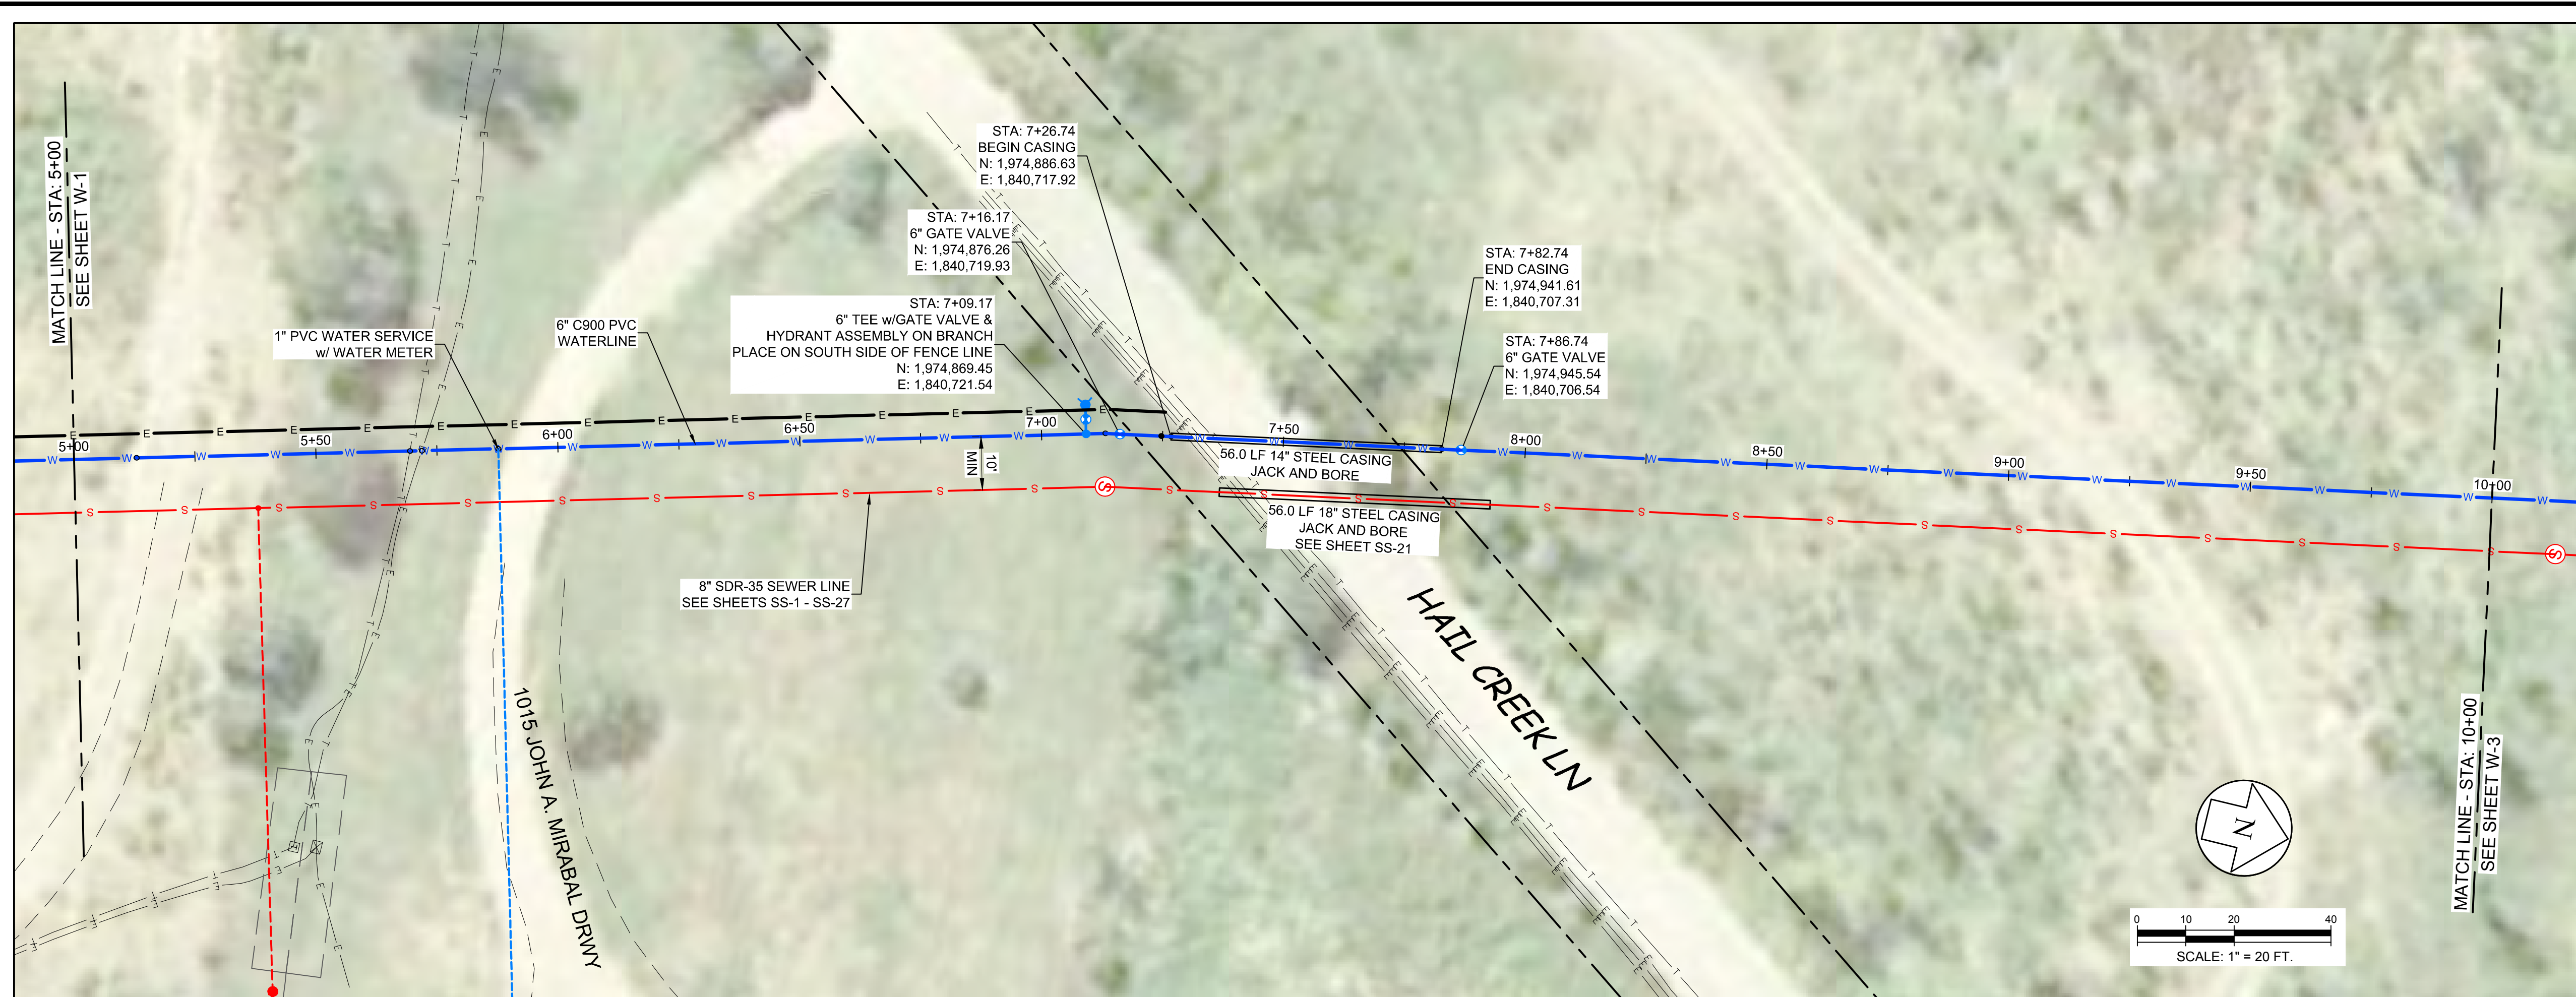 MATCH LINE - STA: 5+00
SEE SHEET W-1
1" PVC WATER SERVICE
w/ WATER METER
6" C900 PVC
WATERLINE
STA: 7+26.74
BEGIN CASING
N: 1,974,886.63
E: 1,840,717.92
STA: 7+16.17
6" GATE VALVE
N: 1,974,876.26
E: 1,840,719.93
STA: 7+09.17
6" TEE w/GATE VALVE &
HYDRANT ASSEMBLY ON BRANCH
PLACE ON SOUTH SIDE OF FENCE LINE
N: 1,974,869.45
E: 1,840,721.54
STA: 7+82.74
END CASING
N: 1,974,941.61
E: 1,840,707.31
STA: 7+86.74
6" GATE VALVE
N: 1,974,945.54
E: 1,840,706.54
5+00
5+50
6+00
6+50
7+00
7+50
8+00
8+50
9+00
9+50
10+00
10'
MIN
56.0 LF 14" STEEL CASING
JACK AND BORE
56.0 LF 18" STEEL CASING
JACK AND BORE
SEE SHEET SS-21
8" SDR-35 SEWER LINE
SEE SHEETS SS-1 - SS-27
1015 JOHN A. MIRABAL DRWY
HAIL CREEK LN
MATCH LINE - STA: 10+00
SEE SHEET W-3
N
0 10 20 40
SCALE: 1" = 20 FT.